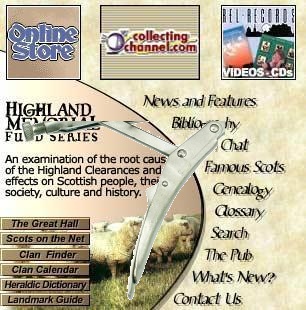 Online
Store
collecting
channel.com
REL-RECORDS
VIDEOS-CDs
HIGHLAND
MEMORIAL
FUND SERIES
An examination of the root
of the Highland Clearances and
effects on Scottish people, the
society, culture and history.
The Great Hall
Scots on the Net
Clan Finder
Clan Calendar
Heraldic Dictionary
Landmark Guide
News and Features
Chat
Famous Scots
Genealogy
Glossary
Search
The Pub
What's New?
Contact Us